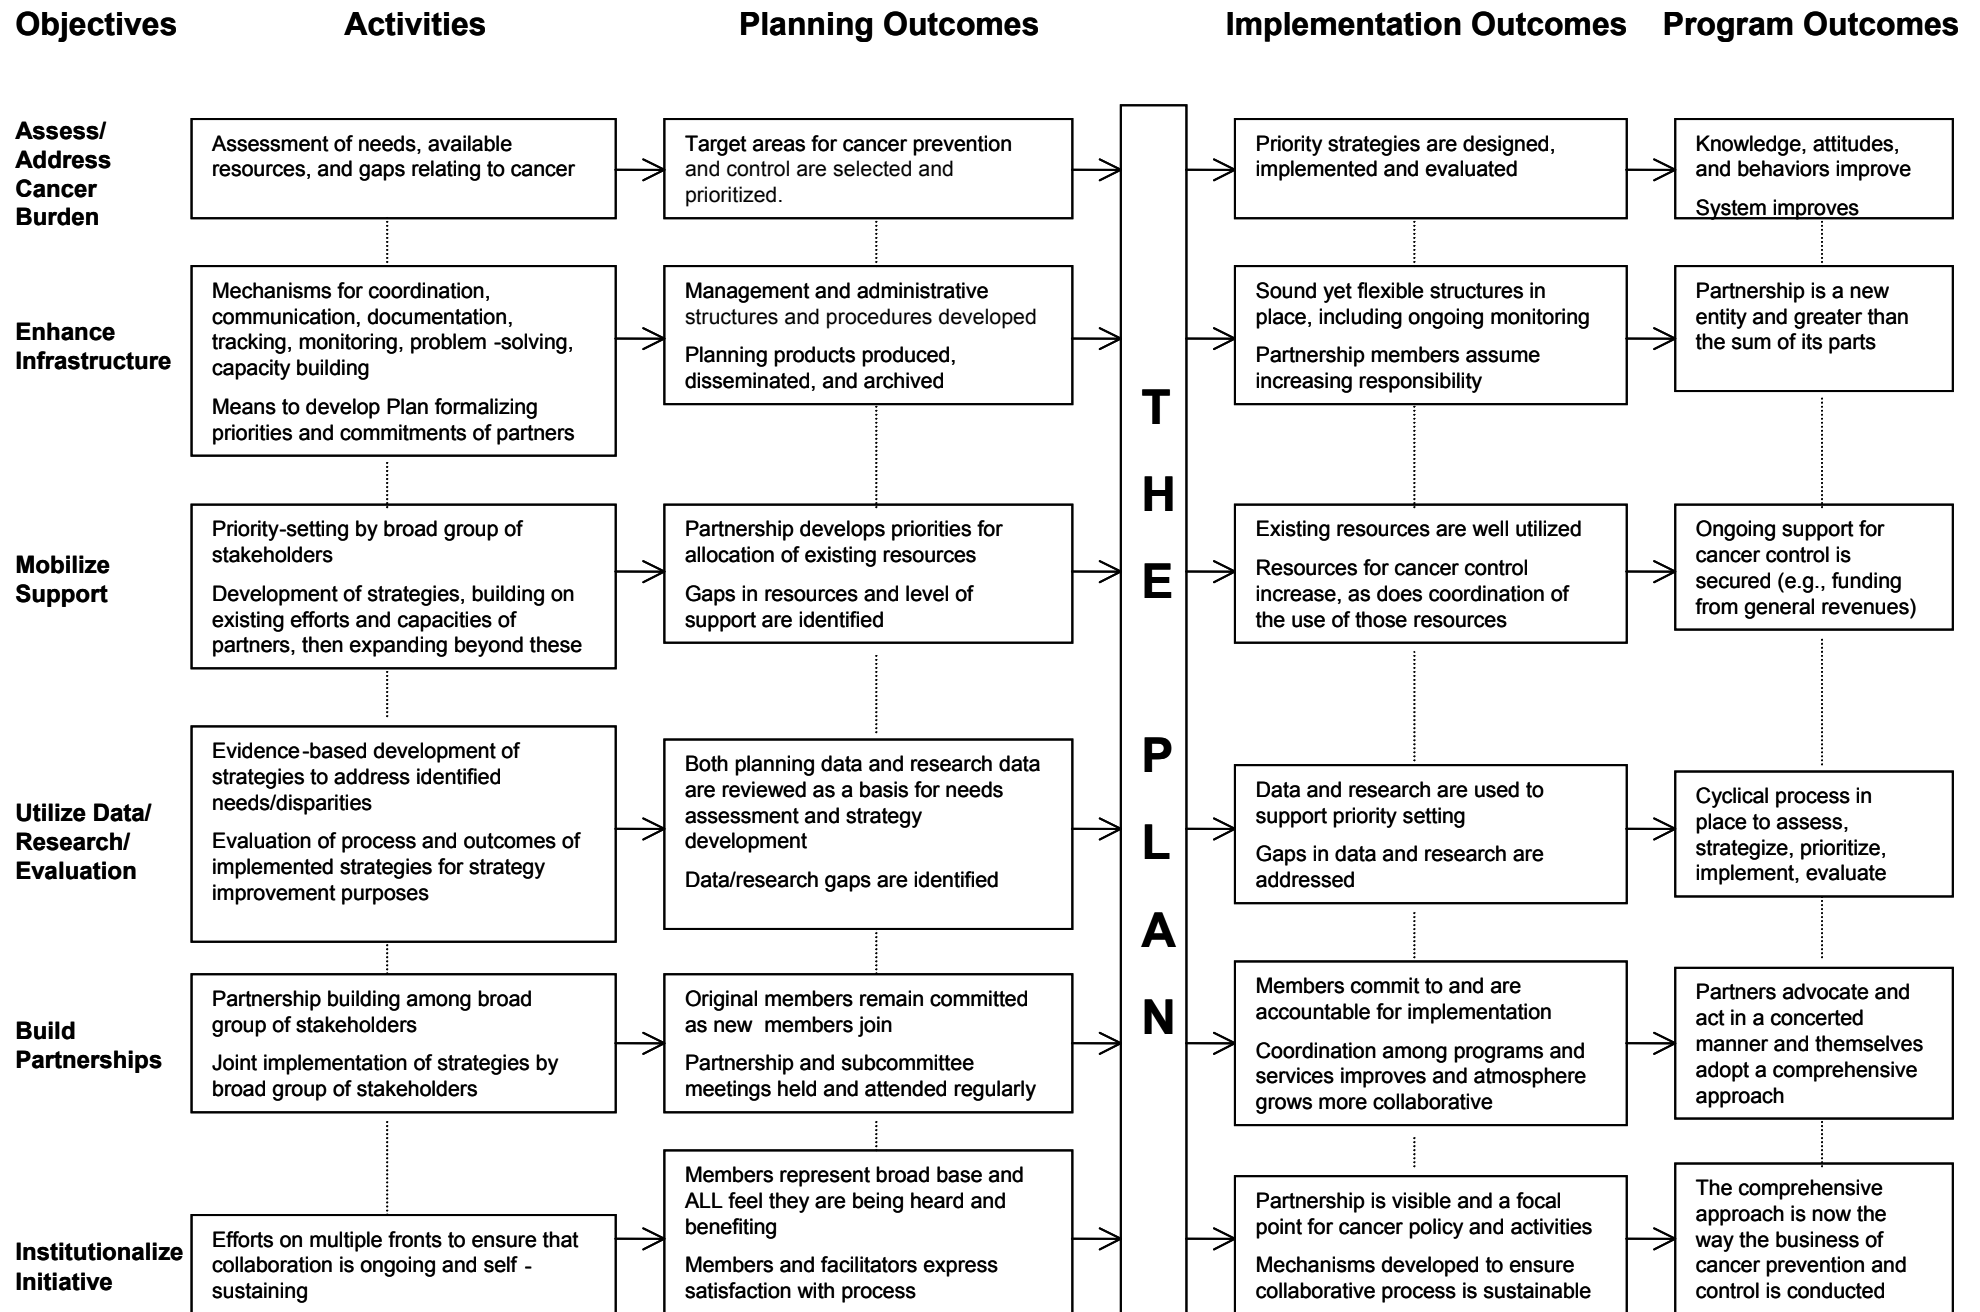 Objectives
Activities
Planning Outcomes
Implementation Outcomes
Program Outcomes
Assess/
Address
Cancer
Burden
Assessment of needs, available
resources, and gaps relating to cancer
Target areas for cancer prevention
and control are selected and
prioritized.
Priority strategies are designed,
implemented and evaluated
Knowledge, attitudes,
and behaviors improve
System improves
Enhance
Infrastructure
Mechanisms for coordination,
communication, documentation,
tracking, monitoring, problem -solving,
capacity building
Means to develop Plan formalizing
priorities and commitments of partners
Management and administrative
structures and procedures developed
Planning products produced,
disseminated, and archived
Sound yet flexible structures in
place, including ongoing monitoring
Partnership members assume
increasing responsibility
Partnership is a new
entity and greater than
the sum of its parts
THE PLAN
Mobilize
Support
Priority-setting by broad group of
stakeholders
Development of strategies, building on
existing efforts and capacities of
partners, then expanding beyond these
Partnership develops priorities for
allocation of existing resources
Gaps in resources and level of
support are identified
Existing resources are well utilized
Resources for cancer control
increase, as does coordination of
the use of those resources
Ongoing support for
cancer control is
secured (e.g., funding
from general revenues)
Utilize Data/
Research/
Evaluation
Evidence-based development of
strategies to address identified
needs/disparities
Evaluation of process and outcomes of
implemented strategies for strategy
improvement purposes
Both planning data and research data
are reviewed as a basis for needs
assessment and strategy
development
Data/research gaps are identified
Data and research are used to
support priority setting
Gaps in data and research are
addressed
Cyclical process in
place to assess,
strategize, prioritize,
implement, evaluate
Build
Partnerships
Partnership building among broad
group of stakeholders
Joint implementation of strategies by
broad group of stakeholders
Original members remain committed
as new  members join
Partnership and subcommittee
meetings held and attended regularly
Members commit to and are
accountable for implementation
Coordination among programs and
services improves and atmosphere
grows more collaborative
Partners advocate and
act in a concerted
manner and themselves
adopt a comprehensive
approach
Institutionalize
Initiative
Efforts on multiple fronts to ensure that
collaboration is ongoing and self -
sustaining
Members represent broad base and
ALL feel they are being heard and
benefiting
Members and facilitators express
satisfaction with process
Partnership is visible and a focal
point for cancer policy and activities
Mechanisms developed to ensure
collaborative process is sustainable
The comprehensive
approach is now the
way the business of
cancer prevention and
control is conducted